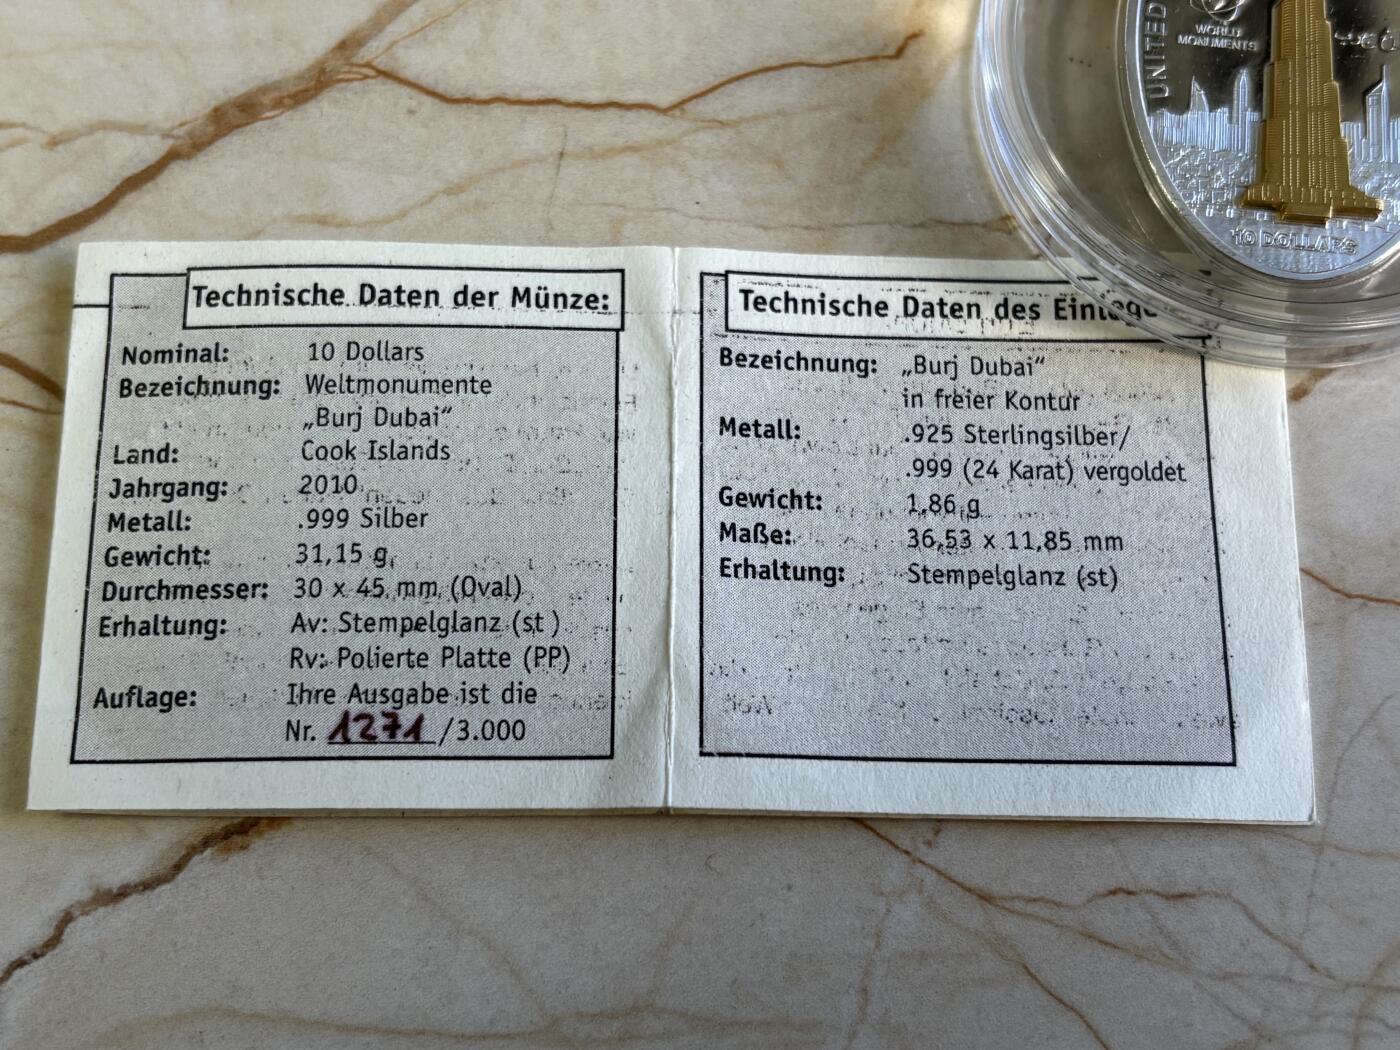 UNITED
WORLD
MONUMENTS
10 DOLLARS
Technische Daten der Münze:
Nominal: 10 Dollars
Bezeichnung: Weltmonumente
„Burj Dubai“
Land: Cook Islands
Jahrgang: 2010
Metall: .999 Silber
Gewicht: 31,15 g
Durchmesser: 30 x 45 mm (Oval)
Erhaltung: Av: Stempelglanz (st )
Rv: Polierte Platte (PP)
Auflage: Ihre Ausgabe ist die
Nr. 1271/3.000
Technische Daten des
Bezeichnung: „Burj Dubai“
in freier Kontur
Metall: .925 Sterlingsilber/
.999 (24 Karat) vergoldet
Gewicht: 1,86 g
Maße: 36,53 x 11,85 mm
Erhaltung: Stempelglanz (st)